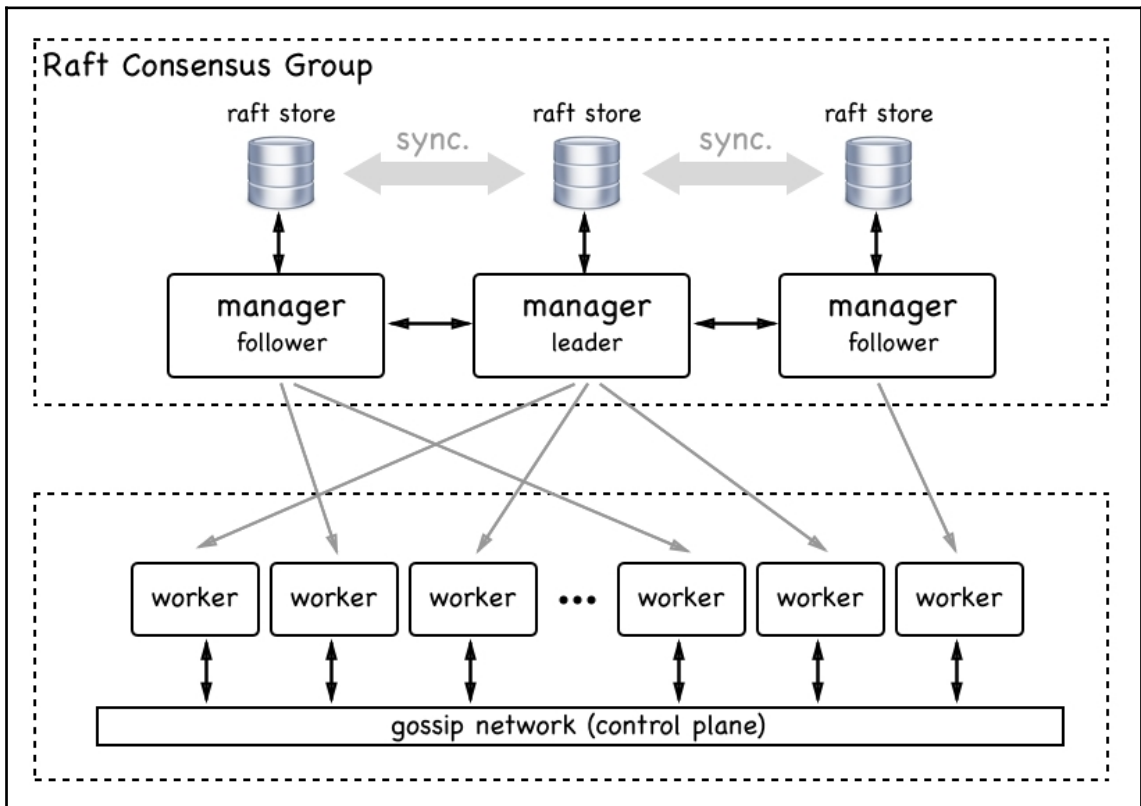 Raft Consensus Group
raft store
raft store
raft store
sync.
sync.
manager
follower
manager
leader
manager
follower
worker
worker
worker
•••
worker
worker
worker
gossip network (control plane)